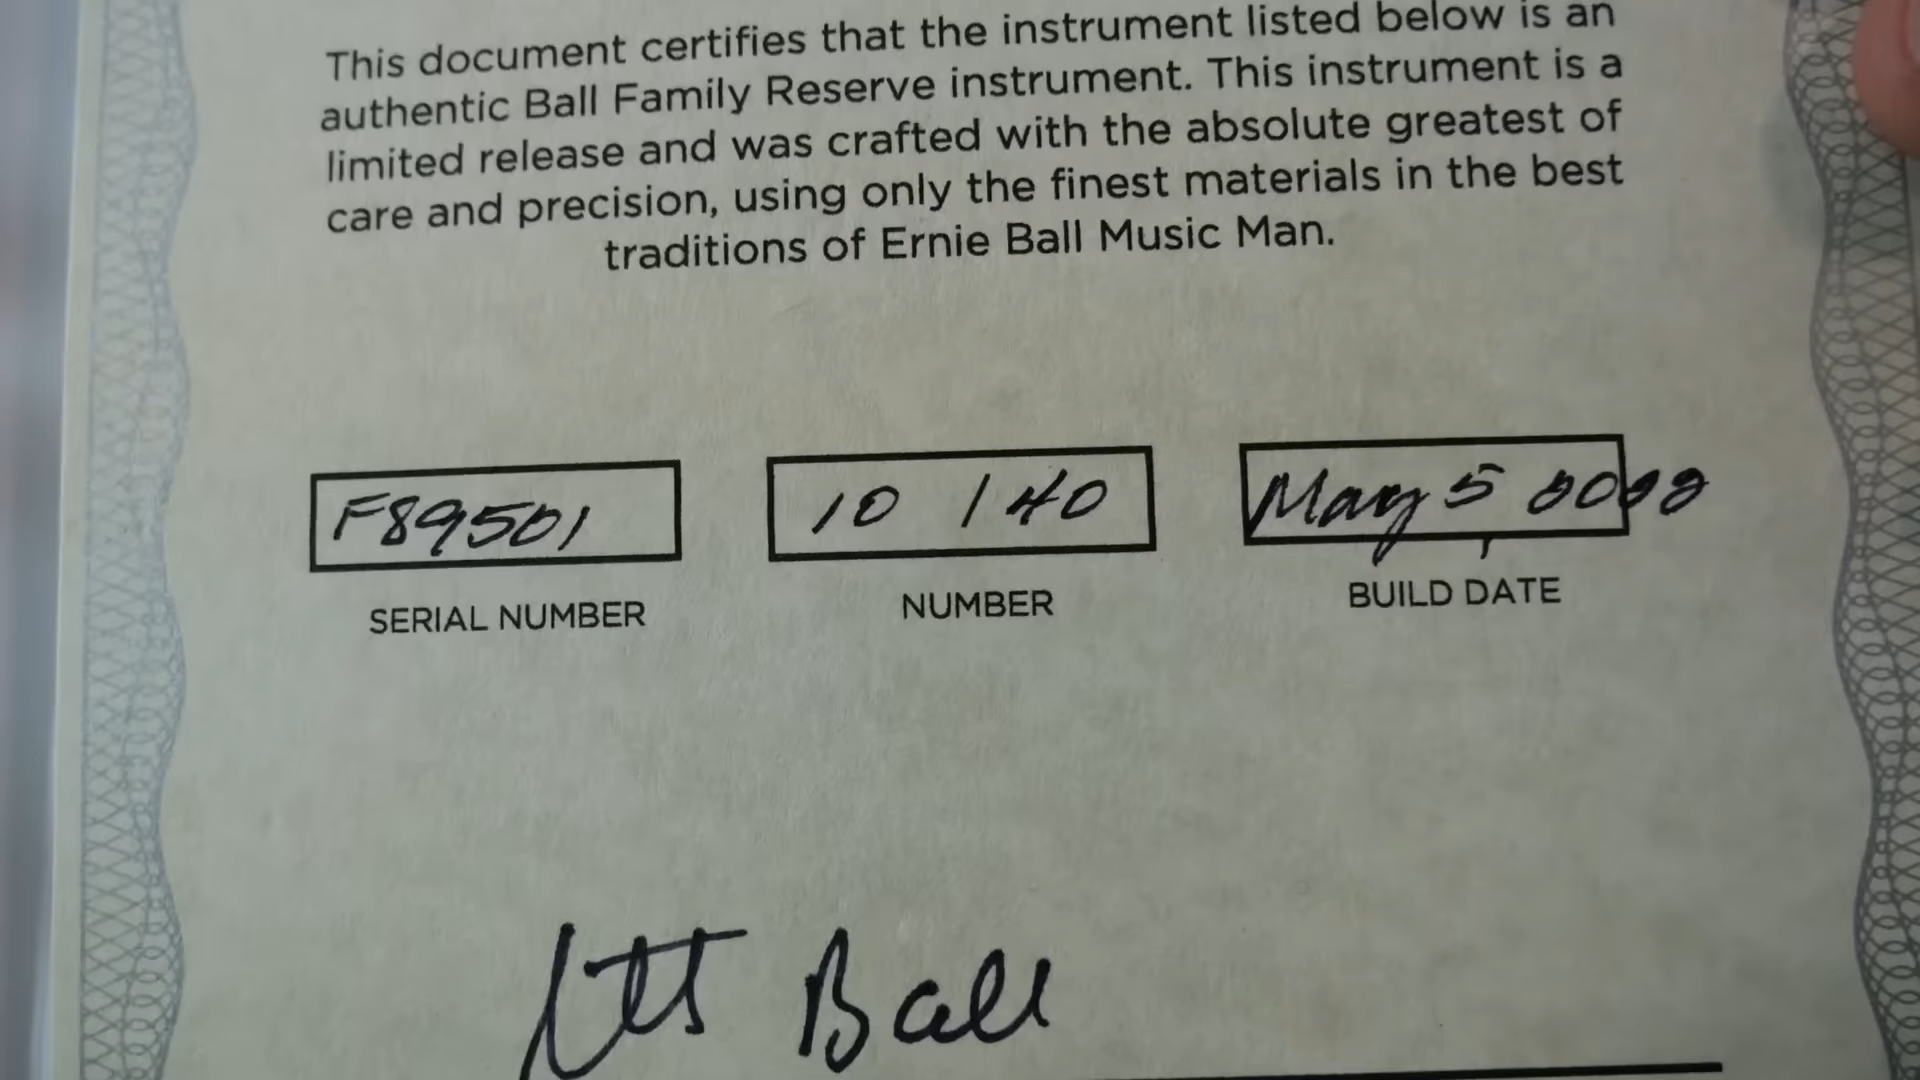 This document certifies that the instrument listed below is an
authentic Ball Family Reserve instrument. This instrument is a
limited release and was crafted with the absolute greatest of
care and precision, using only the finest materials in the best
traditions of Ernie Ball Music Man.
F89501 10 / 40 May 5, 2022
SERIAL NUMBER NUMBER BUILD DATE
Ball